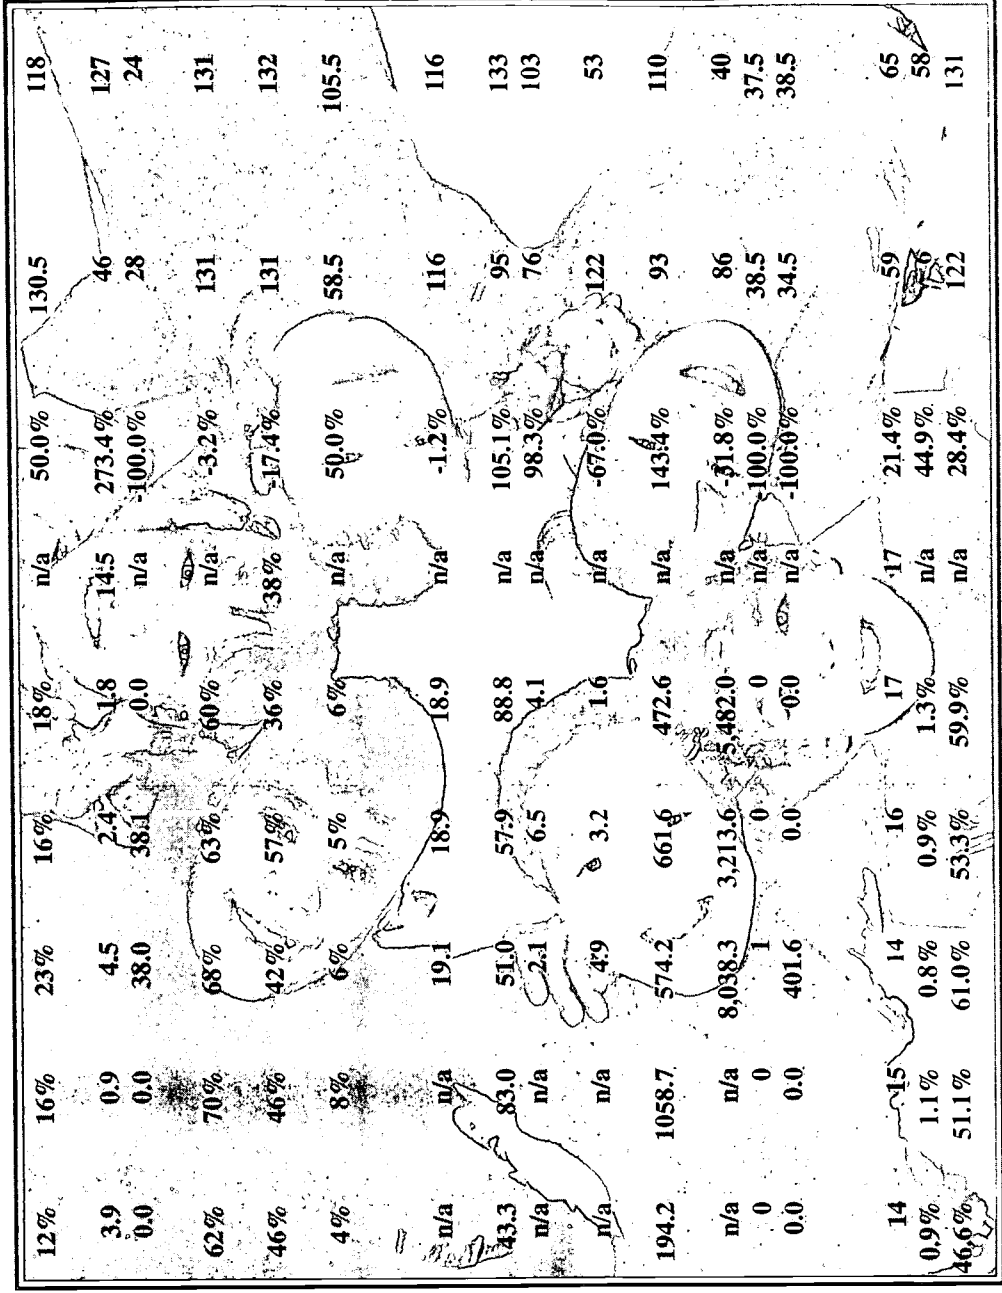 12% 16% 23% 16% 18% n/a 50.0% 130.5 118
3.9 0.9 4.5 2.4 1.8 14.5 273.4% 46 127
0.0 0.0 38.0 38.1 0.0 n/a -100.0% 28 24
62% 70% 68% 63% 60% n/a -3.2% 131 131
46% 46% 42% 57% 36% 38% -17.4% 131 132
4% 8% 6% 5% 6% n/a 50.0% 58.5 105.5
n/a n/a 19.1 18.9 18.9 n/a -1.2% 116 116
43.3 83.0 51.0 57.9 88.8 n/a 105.1% 95 133
n/a n/a 2.1 6.5 4.1 n/a 98.3% 76 103
n/a n/a 4.9 3.2 1.6 n/a -67.0% 122 53
194.2 1058.7 574.2 661.6 472.6 n/a 143.4% 93 110
n/a n/a 8,038.3 3,213.6 5,482.0 n/a -31.8% 86 40
0 0 1 0 0 n/a -100.0% 38.5 37.5
0.0 0.0 401.6 0.0 0.0 n/a -100.0% 34.5 38.5
14 15 14 16 17 17 21.4% 59 65
0.9% 1.1% 0.8% 0.9% 1.3% n/a 44.9% 58
46.6% 51.1% 61.0% 53.3% 59.9% n/a 28.4% 122 131